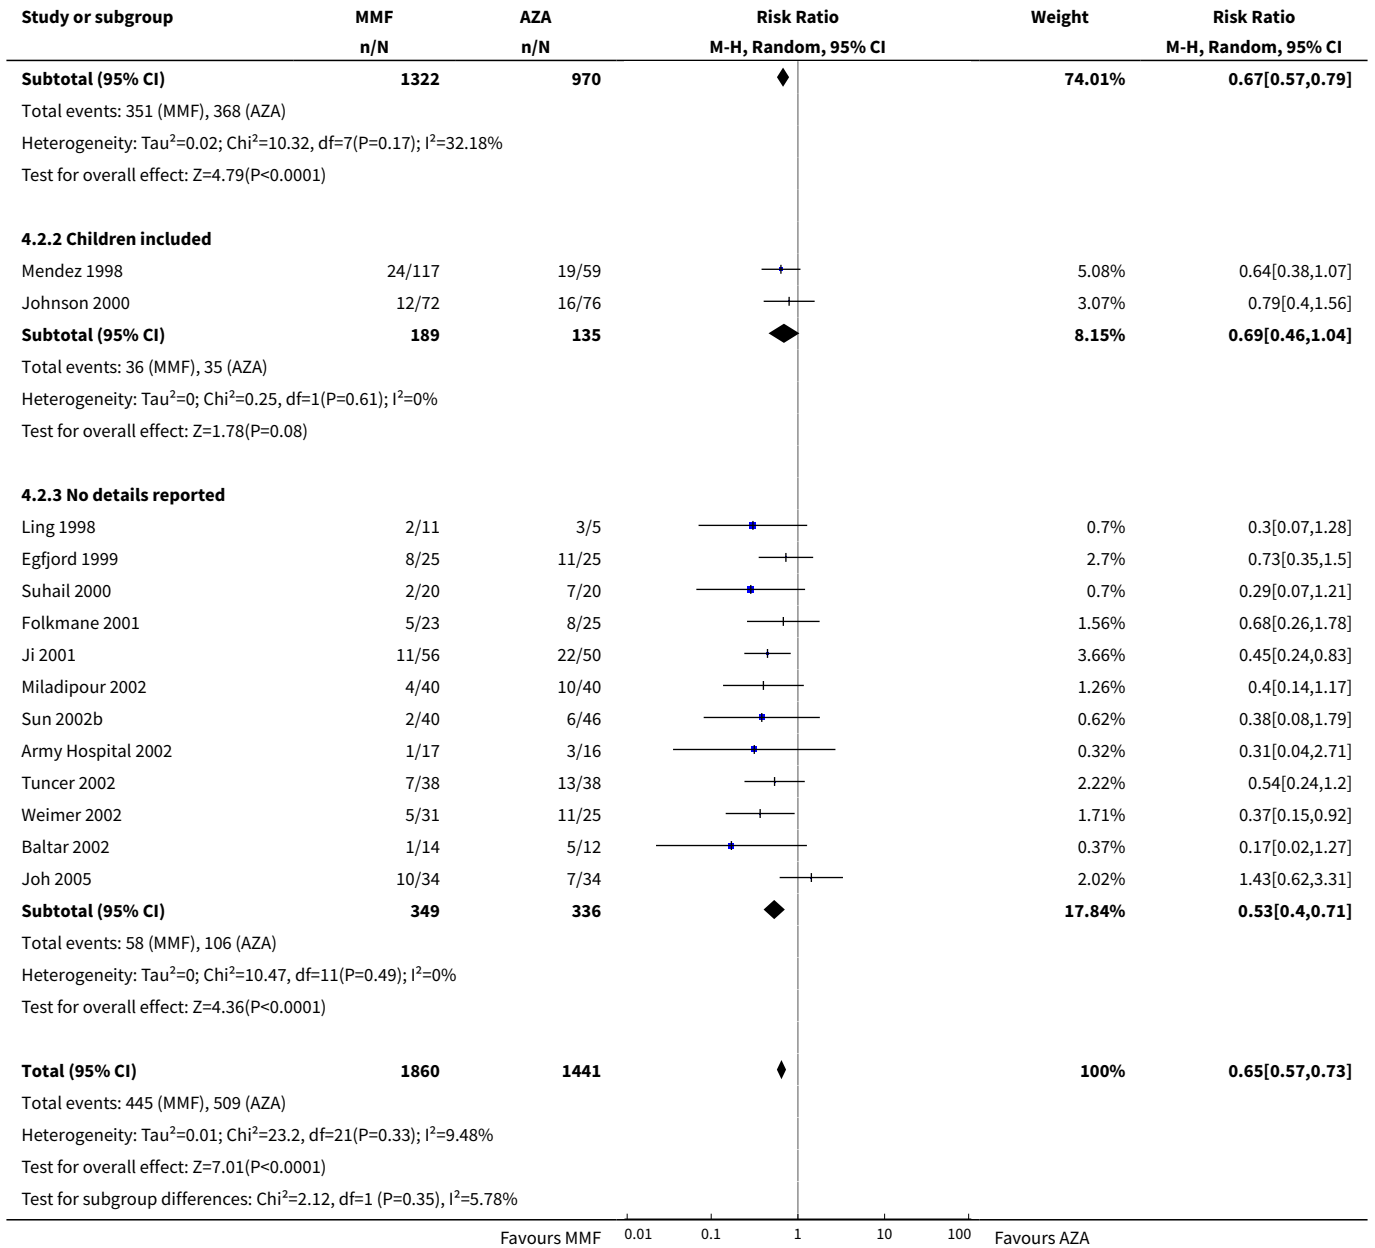 Study or subgroup MMF AZA Risk Ratio Weight Risk Ratio
n/N n/N M-H, Random, 95% CI M-H, Random, 95% CI
Subtotal (95% CI) 1322 970 74.01% 0.67[0.57,0.79]
Total events: 351 (MMF), 368 (AZA)
Heterogeneity: Tau²=0.02; Chi²=10.32, df=7(P=0.17); I²=32.18%
Test for overall effect: Z=4.79(P<0.0001)
4.2.2 Children included
Mendez 1998 24/117 19/59 5.08% 0.64[0.38,1.07]
Johnson 2000 12/72 16/76 3.07% 0.79[0.4,1.56]
Subtotal (95% CI) 189 135 8.15% 0.69[0.46,1.04]
Total events: 36 (MMF), 35 (AZA)
Heterogeneity: Tau²=0; Chi²=0.25, df=1(P=0.61); I²=0%
Test for overall effect: Z=1.78(P=0.08)
4.2.3 No details reported
Ling 1998 2/11 3/5 0.7% 0.3[0.07,1.28]
Egfjord 1999 8/25 11/25 2.7% 0.73[0.35,1.5]
Suhail 2000 2/20 7/20 0.7% 0.29[0.07,1.21]
Folkmane 2001 5/23 8/25 1.56% 0.68[0.26,1.78]
Ji 2001 11/56 22/50 3.66% 0.45[0.24,0.83]
Miladipour 2002 4/40 10/40 1.26% 0.4[0.14,1.17]
Sun 2002b 2/40 6/46 0.62% 0.38[0.08,1.79]
Army Hospital 2002 1/17 3/16 0.32% 0.31[0.04,2.71]
Tuncer 2002 7/38 13/38 2.22% 0.54[0.24,1.2]
Weimer 2002 5/31 11/25 1.71% 0.37[0.15,0.92]
Baltar 2002 1/14 5/12 0.37% 0.17[0.02,1.27]
Joh 2005 10/34 7/34 2.02% 1.43[0.62,3.31]
Subtotal (95% CI) 349 336 17.84% 0.53[0.4,0.71]
Total events: 58 (MMF), 106 (AZA)
Heterogeneity: Tau²=0; Chi²=10.47, df=11(P=0.49); I²=0%
Test for overall effect: Z=4.36(P<0.0001)
Total (95% CI) 1860 1441 100% 0.65[0.57,0.73]
Total events: 445 (MMF), 509 (AZA)
Heterogeneity: Tau²=0.01; Chi²=23.2, df=21(P=0.33); I²=9.48%
Test for overall effect: Z=7.01(P<0.0001)
Test for subgroup differences: Chi²=2.12, df=1 (P=0.35), I²=5.78%
Favours MMF 0.01 0.1 1 10 100 Favours AZA